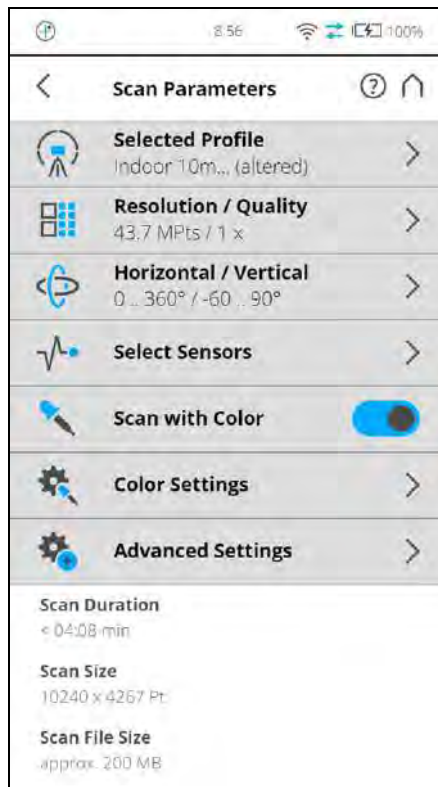 8:56 100%
Scan Parameters
Selected Profile
Indoor 10m... (altered)
Resolution / Quality
43.7 MPts / 1 x
Horizontal / Vertical
0 .. 360° / -60 .. 90°
Select Sensors
Scan with Color
Color Settings
Advanced Settings
Scan Duration
< 04:08 min
Scan Size
10240 x 4267 Pt
Scan File Size
approx. 200 MB